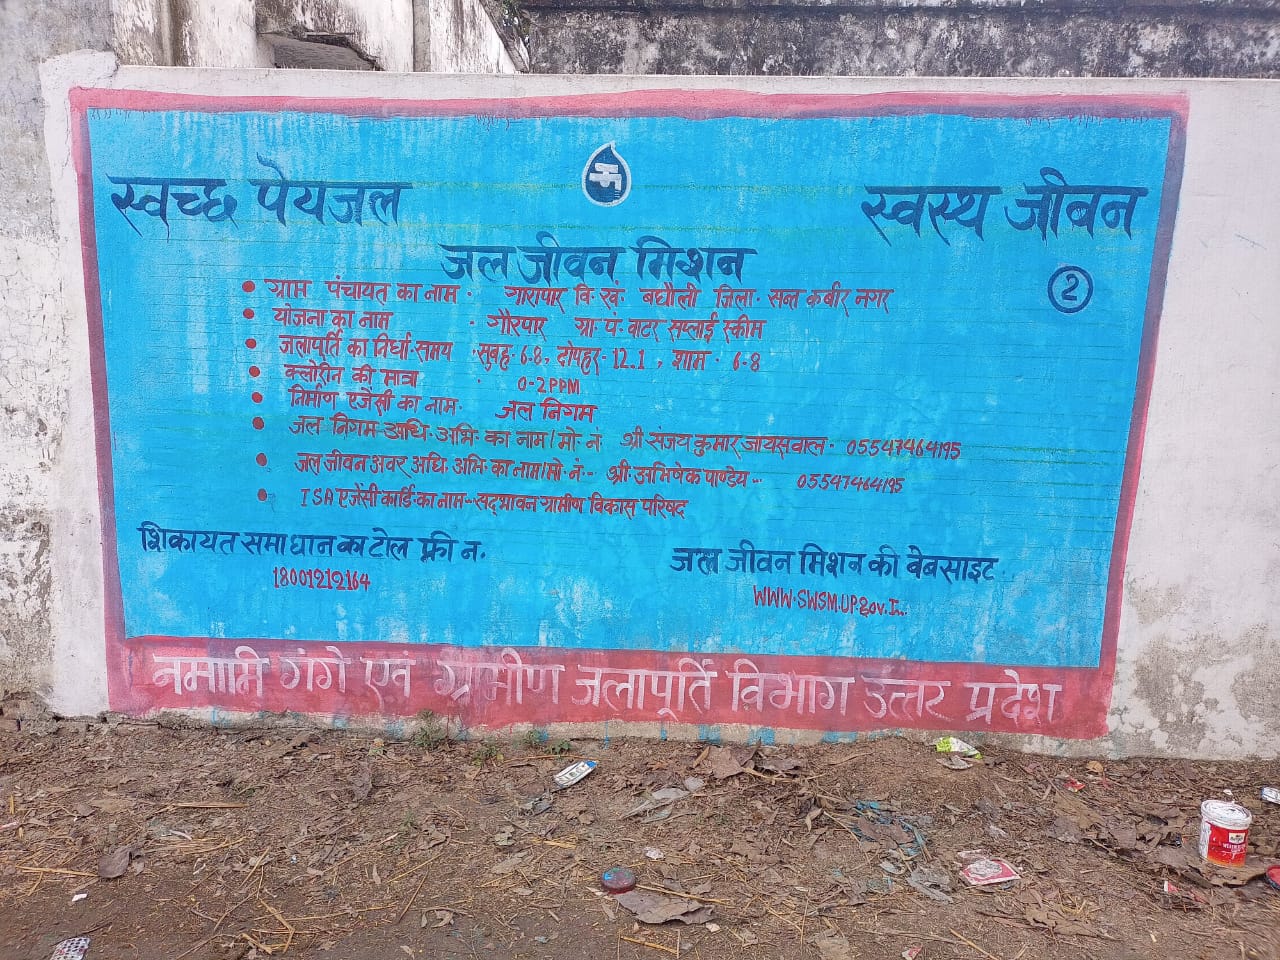 स्वच्छ पेयजल
स्वस्थ जीबन
जल जीवन मिशन
2
• ग्राम पंचायत का नाम - गारापार वि. खं. बघौली जिला. सन्त कबीर नगर
• योजना का नाम - गौरपार ग्रा. पं. वाटर सप्लाई स्कीम
• जलापूर्ति का निर्धा. समय - सुबह. 6-8, दोपहर-12.1, शाम. 6-8
• क्लोरीन की मात्रा - 0-2PPM
• निर्माण एजेंसी का नाम. जल निगम
• जल निगम अधि. अभि. का नाम/मो. नं श्री संजय कुमार जायसवाल. 05547464195
• जल जीवन अवर अधि. अभि का नाम/मो. नं. - श्री. अभिषेक पाण्डेय -- 05547464195
• ISA एजेंसी कार्डि. का नाम - सद्भावन ग्रामीण विकास परिषद
शिकायत समाधान का टोल फ्री न.
18001212164
जल जीवन मिशन की वेबसाइट
WWW.SWSM.UP.gov.In..
नमामि गंगे एवं ग्रामीण जलापूर्ति विभाग उत्तर प्रदेश